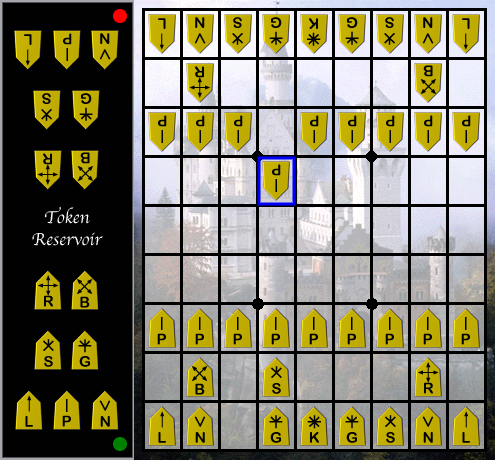 L P N
S G
R B
Token
Reservoir
R B
S G
L P N
L N S G K G S N L
R B
P P P P P P P P
P
P P P P P P P P P
B S R
L N G K G S N L